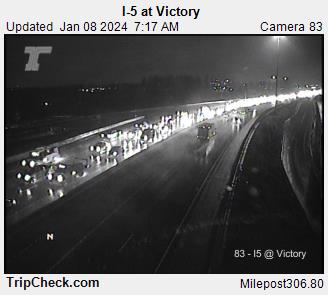 I-5 at Victory
Updated Jan 08 2024 7:17 AM Camera 83
T
N
83 - I5 @ Victory
TripCheck.com Milepost306.80